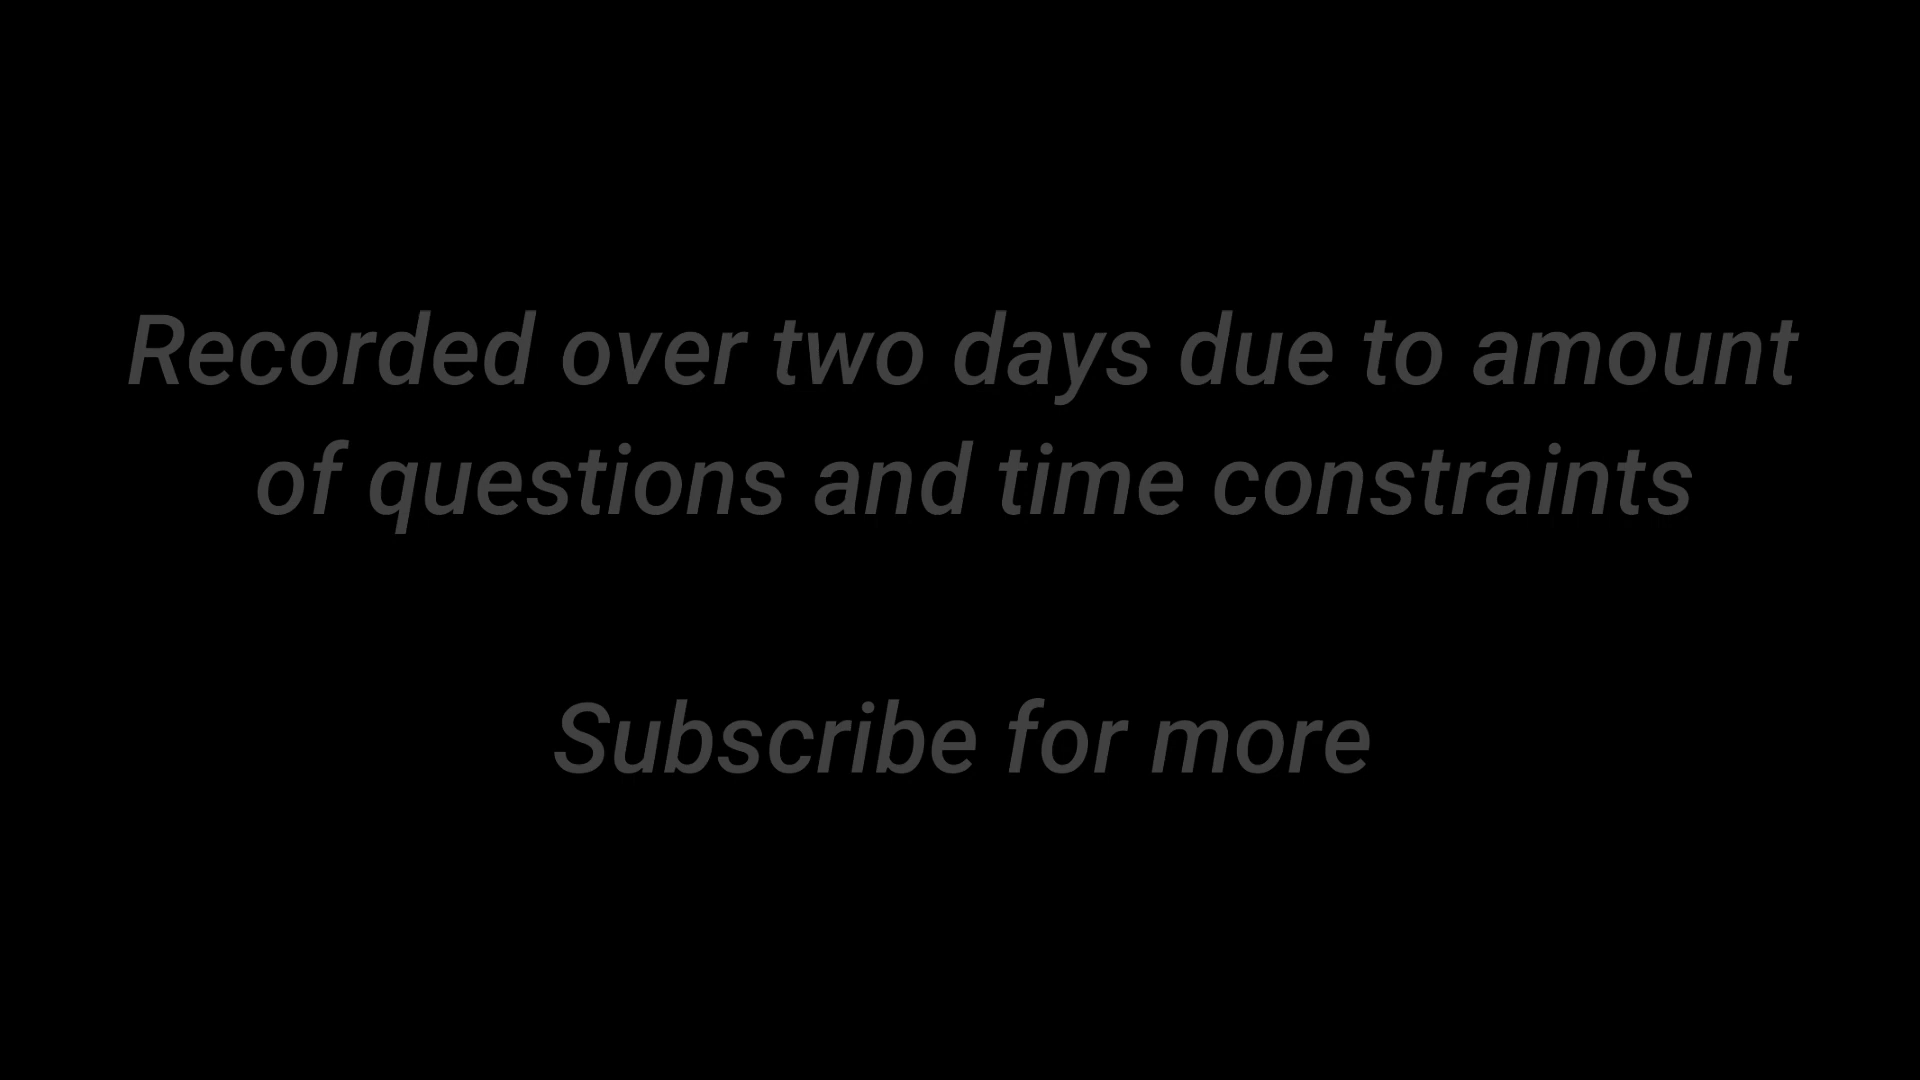 Recorded over two days due to amount
of questions and time constraints
Subscribe for more